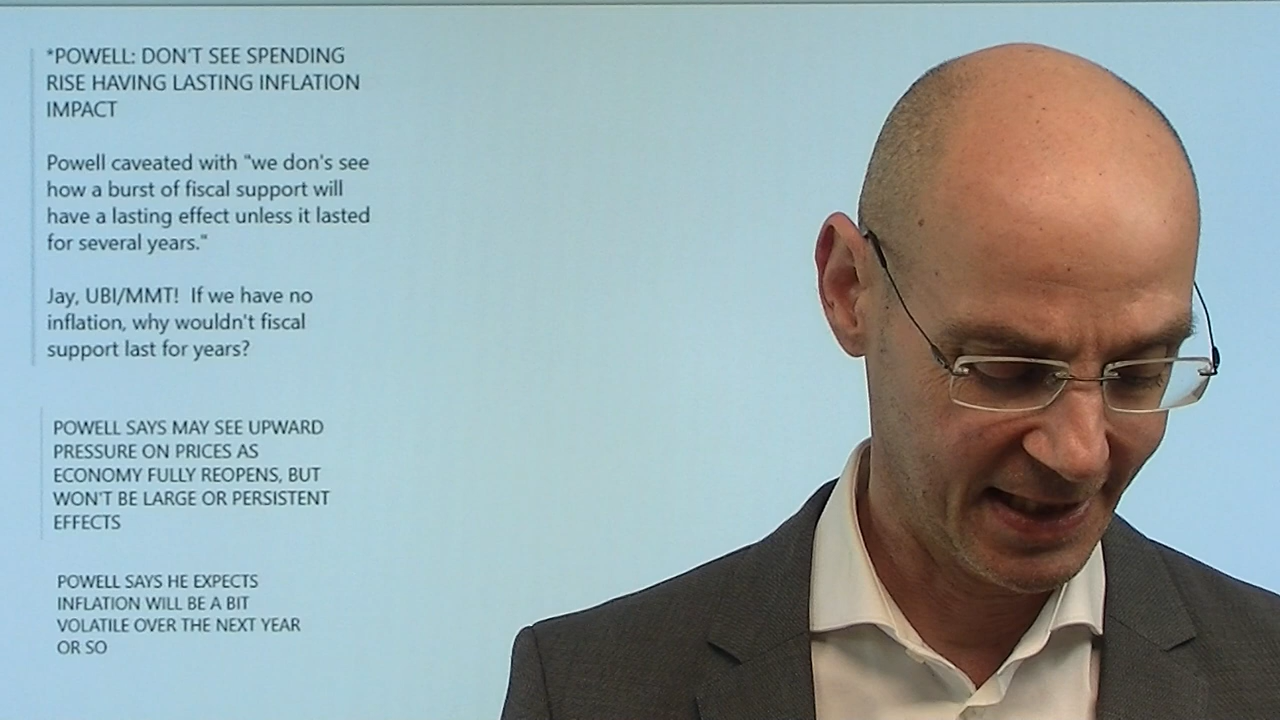 *POWELL: DON'T SEE SPENDING
RISE HAVING LASTING INFLATION
IMPACT
Powell caveated with "we don's see
how a burst of fiscal support will
have a lasting effect unless it lasted
for several years."
Jay, UBI/MMT! If we have no
inflation, why wouldn't fiscal
support last for years?
POWELL SAYS MAY SEE UPWARD
PRESSURE ON PRICES AS
ECONOMY FULLY REOPENS, BUT
WON'T BE LARGE OR PERSISTENT
EFFECTS
POWELL SAYS HE EXPECTS
INFLATION WILL BE A BIT
VOLATILE OVER THE NEXT YEAR
OR SO